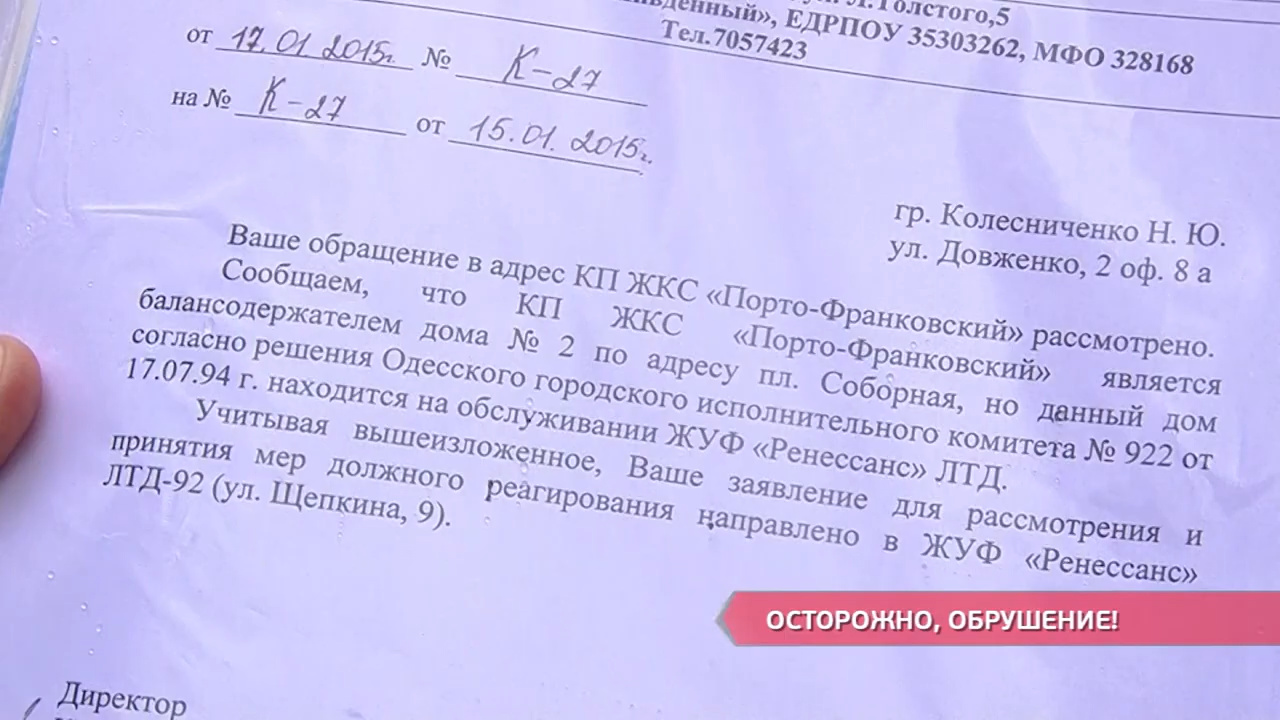 Л.Толстого,5
ЕДРПОУ 35303262, МФО 328168
Тел.7057423
от 17.01 2015г. № К-27
на № К-27 от 15.01.2015г.
гр. Колесниченко Н. Ю.
ул. Довженко, 2 оф. 8 а
Ваше обращение в адрес КП ЖКС «Порто-Франковский» рассмотрено.
Сообщаем, что КП ЖКС «Порто-Франковский» является
балансодержателем дома № 2 по адресу пл. Соборная, но данный дом
согласно решения Одесского городского исполнительного комитета № 922 от
17.07.94 г. находится на обслуживании ЖУФ «Ренессанс» ЛТД.
Учитывая вышеизложенное, Ваше заявление для рассмотрения и
принятия мер должного реагирования направлено в ЖУФ «Ренессанс»
ЛТД-92 (ул. Щепкина, 9).
ОСТОРОЖНО, ОБРУШЕНИЕ!
Директор